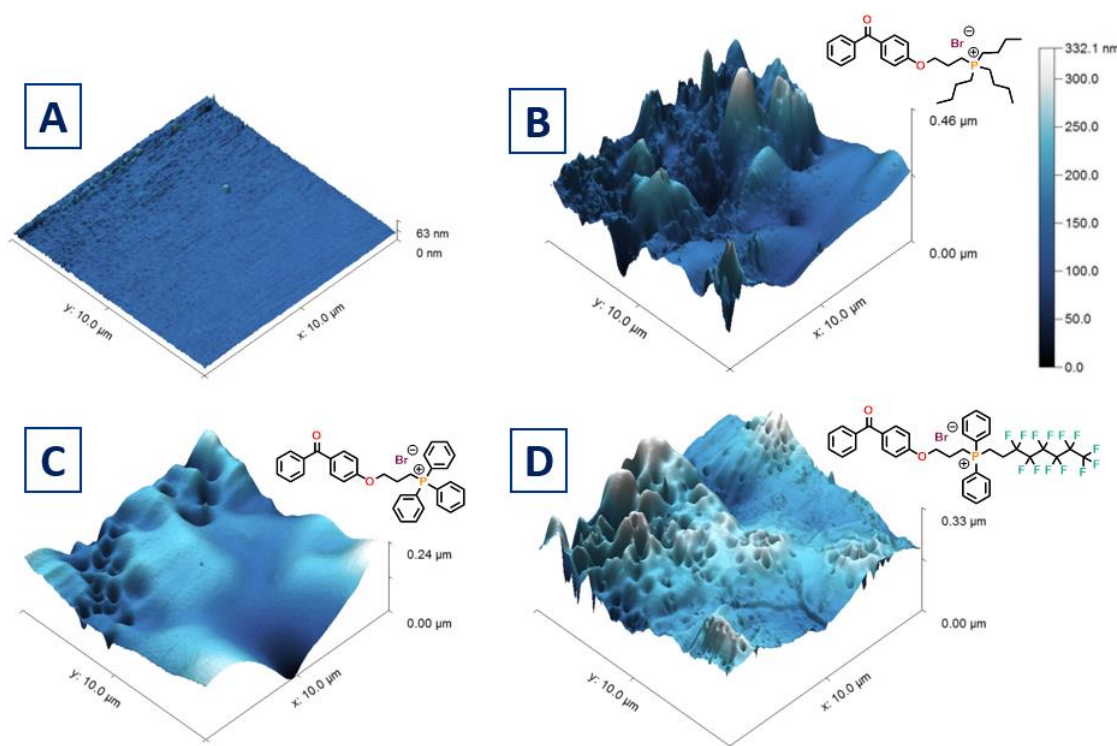 A
63 nm
0 nm
y: 10.0 µm
x: 10.0 µm
B
O
O
Br
⊖
⊕
P
332.1 nm
300.0
250.0
200.0
150.0
100.0
50.0
0.0
0.46 µm
0.00 µm
y: 10.0 µm
x: 10.0 µm
C
O
O
Br
⊖
⊕
P
0.24 µm
0.00 µm
y: 10.0 µm
x: 10.0 µm
D
O
O
Br
⊖
P
⊕
F F F F F F
F
F
F F F F F
0.33 µm
0.00 µm
y: 10.0 µm
x: 10.0 µm